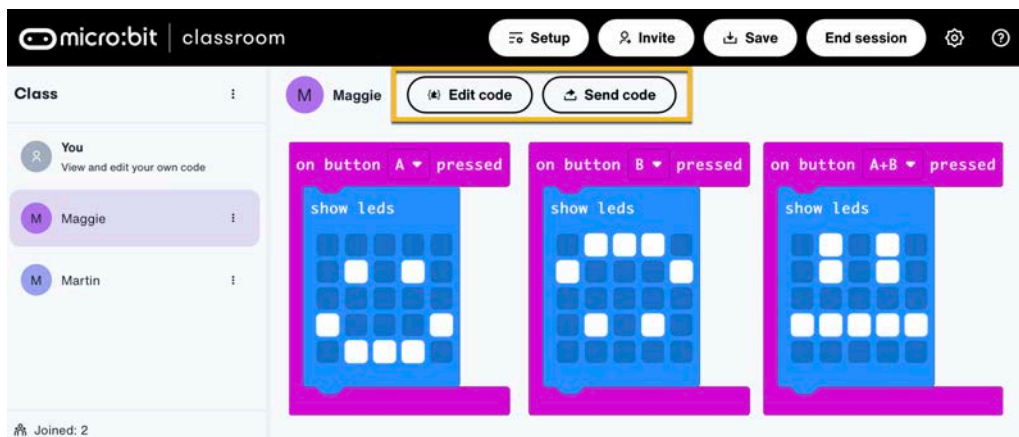 micro:bit | classroom
Setup
Invite
Save
End session
Class
You
View and edit your own code
M Maggie
M Martin
Joined: 2
M Maggie
Edit code
Send code
on button A pressed
show leds
on button B pressed
show leds
on button A+B pressed
show leds